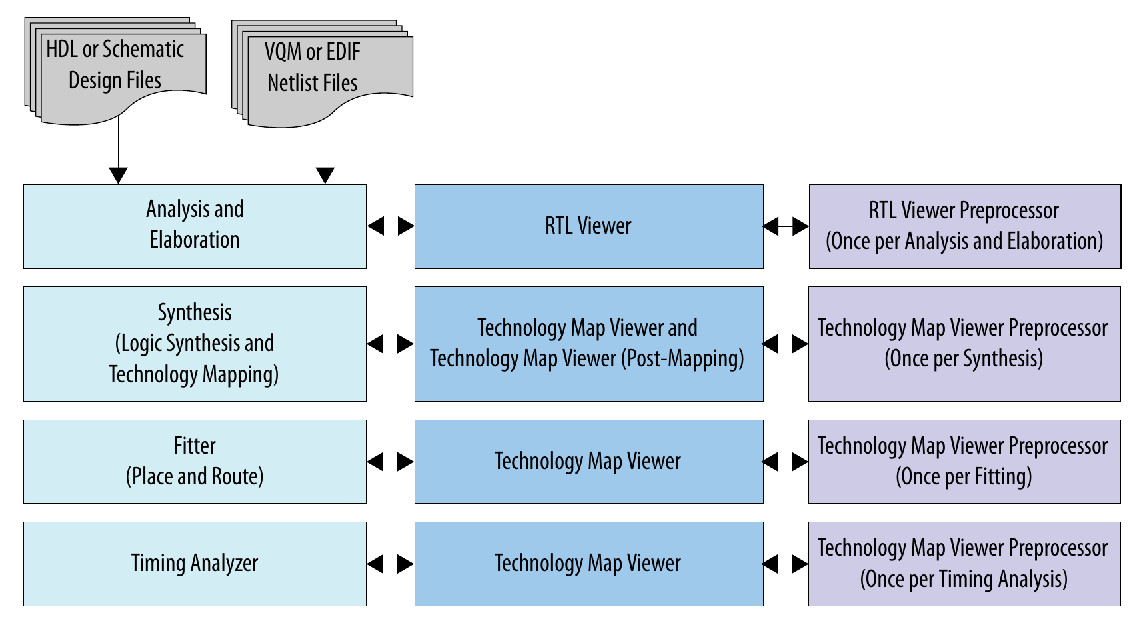 HDL or Schematic
Design Files
VQM or EDIF
Netlist Files
Analysis and
Elaboration
RTL Viewer
RTL Viewer Preprocessor
(Once per Analysis and Elaboration)
Synthesis
(Logic Synthesis and
Technology Mapping)
Technology Map Viewer and
Technology Map Viewer (Post-Mapping)
Technology Map Viewer Preprocessor
(Once per Synthesis)
Fitter
(Place and Route)
Technology Map Viewer
Technology Map Viewer Preprocessor
(Once per Fitting)
Timing Analyzer
Technology Map Viewer
Technology Map Viewer Preprocessor
(Once per Timing Analysis)